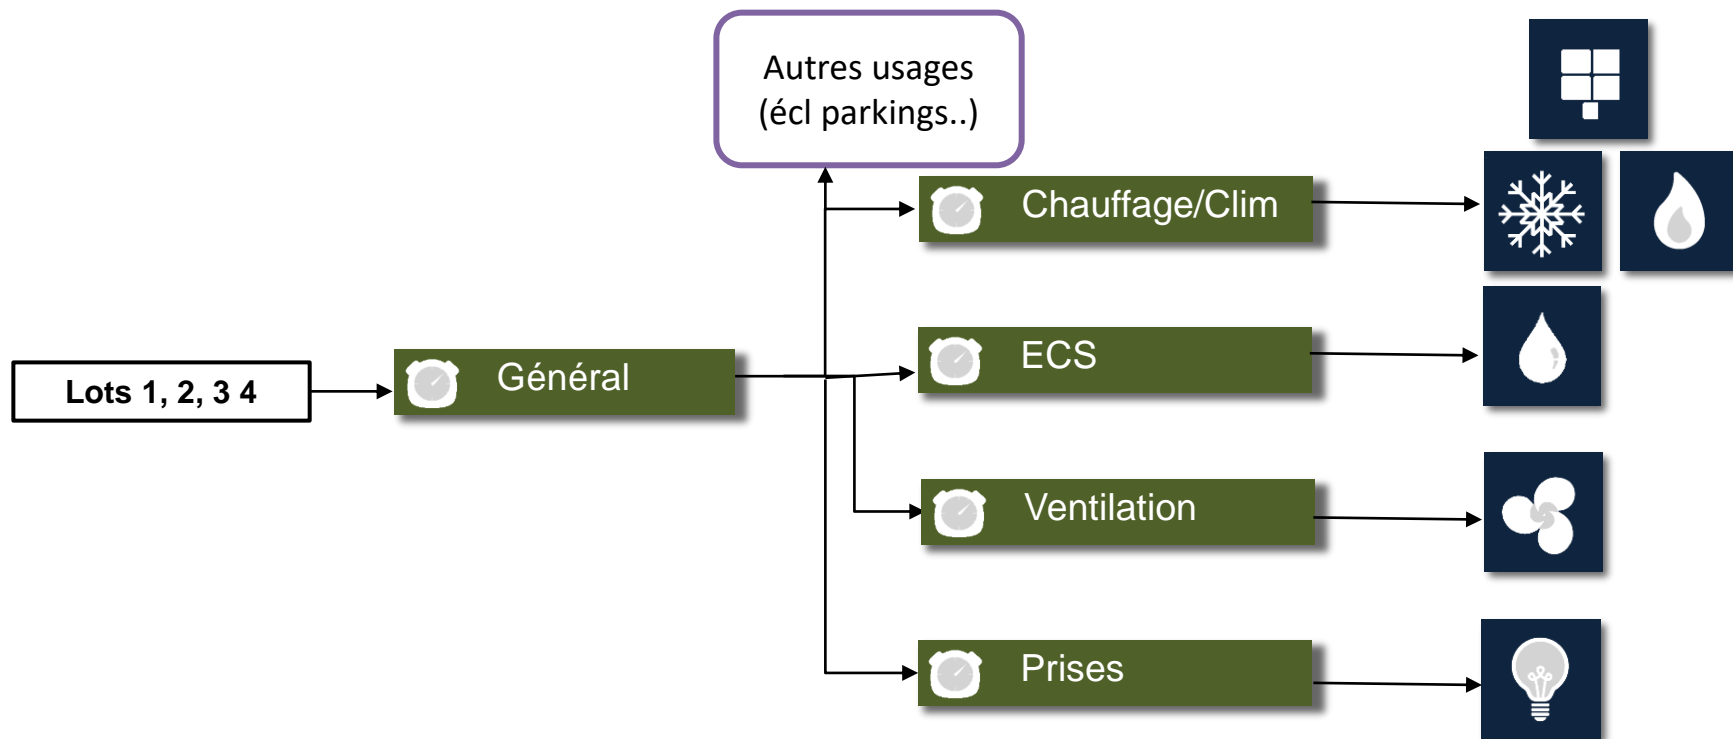 Autres usages
(écl parkings..)
Chauffage/Clim
ECS
Lots 1, 2, 3 4
Général
Ventilation
Prises